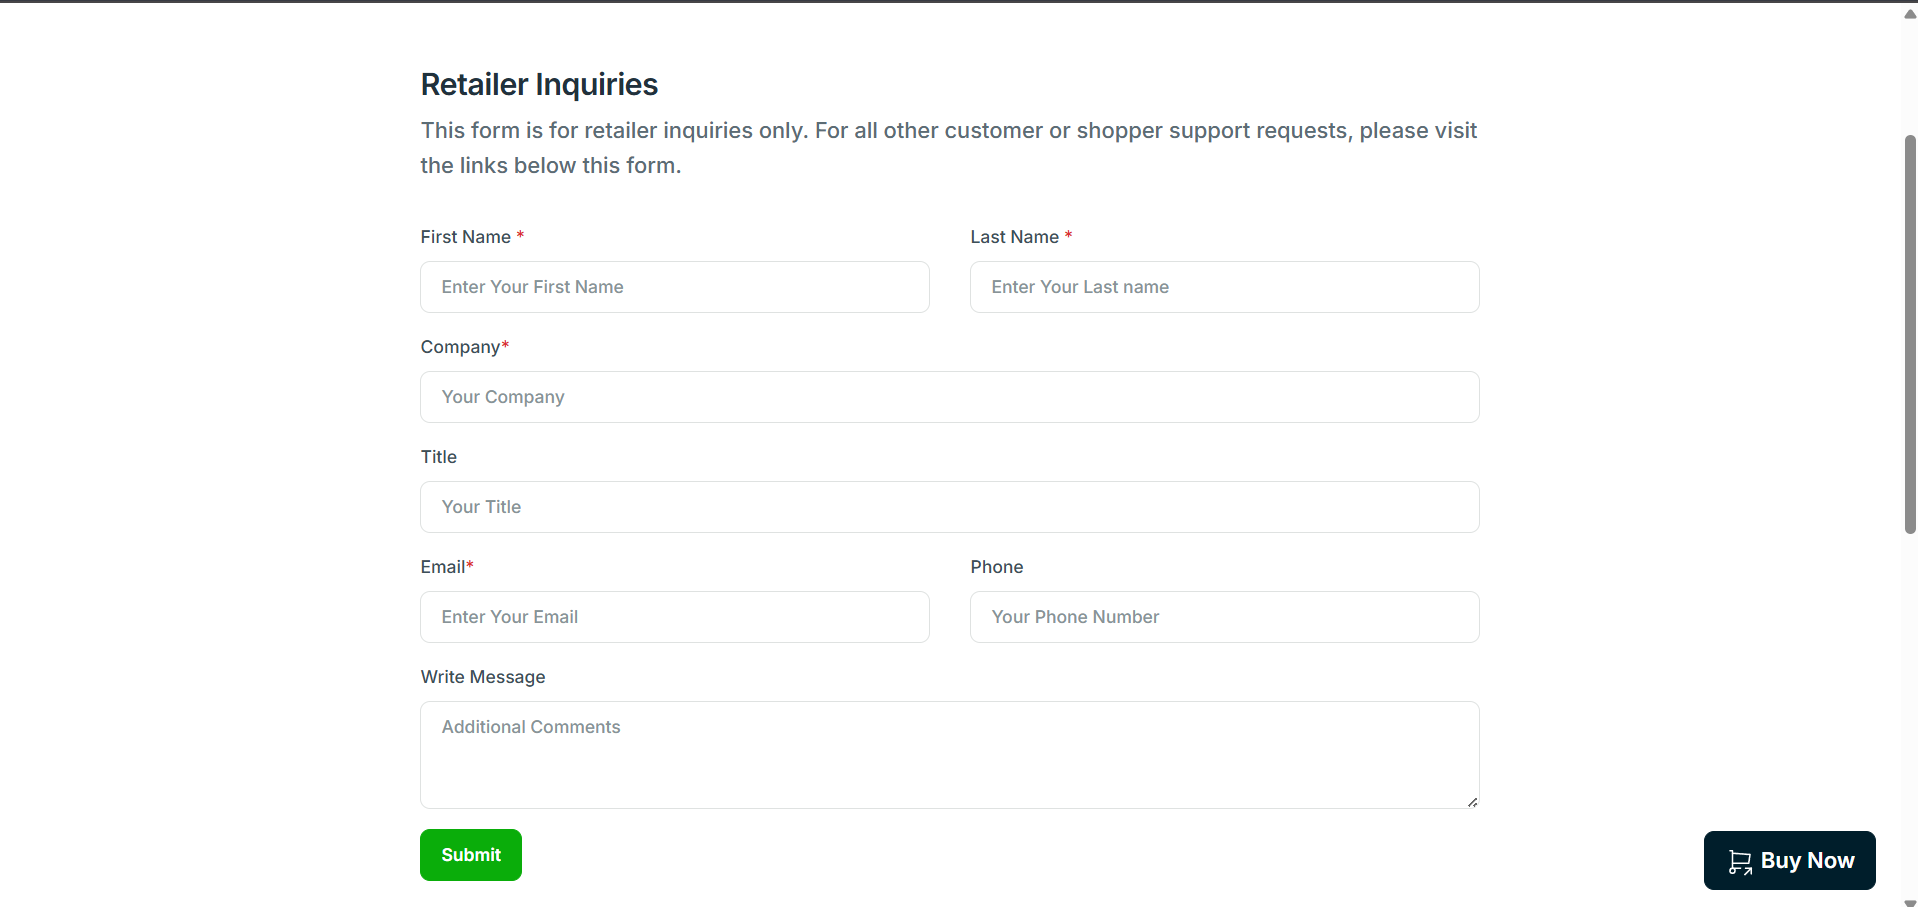 Retailer Inquiries
This form is for retailer inquiries only. For all other customer or shopper support requests, please visit
the links below this form.
First Name *
Last Name *
Enter Your First Name
Enter Your Last name
Company*
Your Company
Title
Your Title
Email*
Phone
Enter Your Email
Your Phone Number
Write Message
Additional Comments
Submit
Buy Now